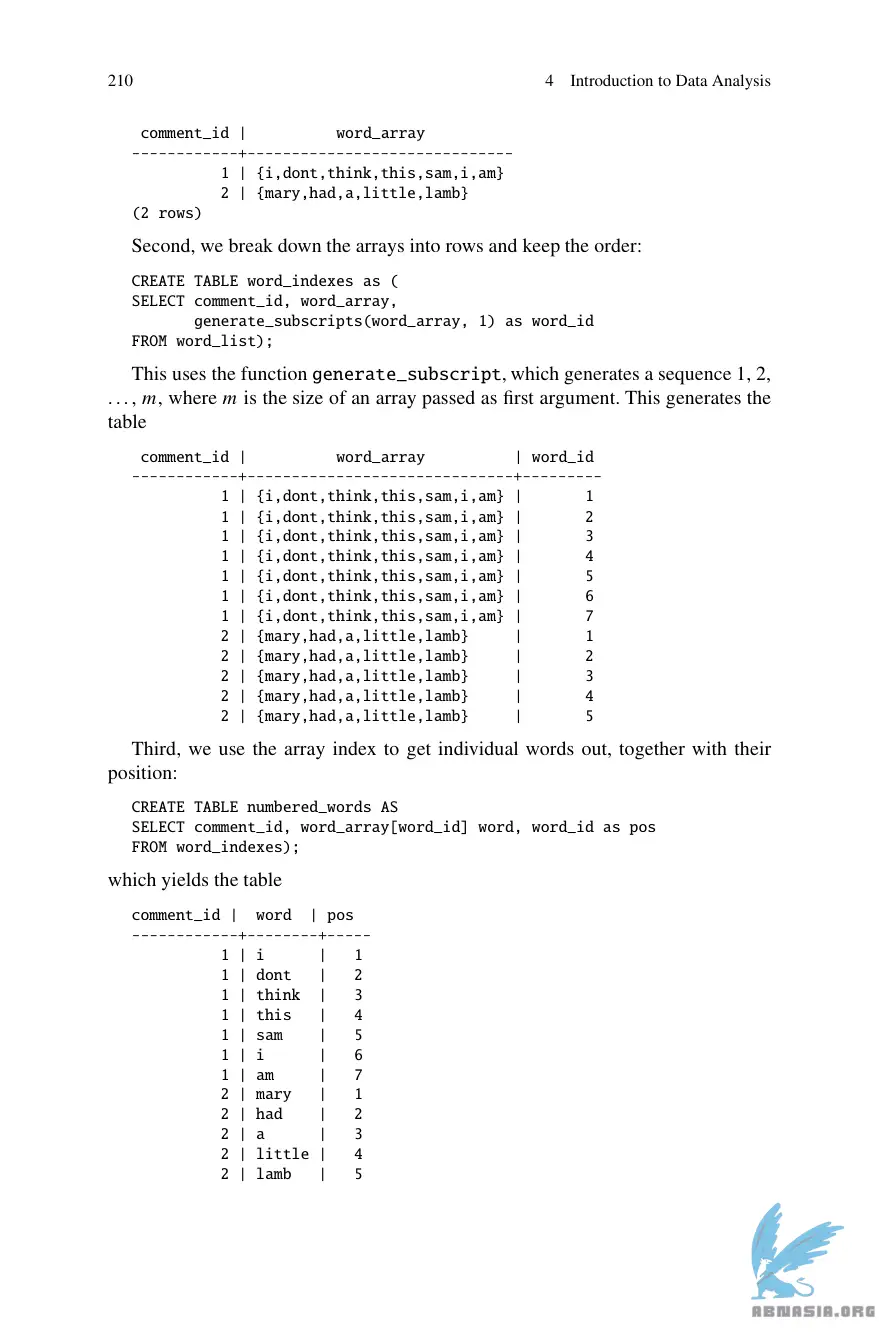 210 4 Introduction to Data Analysis
comment_id | word_array
------------+------------------------------
1 | {i,dont,think,this,sam,i,am}
2 | {mary,had,a,little,lamb}
(2 rows)
Second, we break down the arrays into rows and keep the order:
CREATE TABLE word_indexes as (
SELECT comment_id, word_array,
generate_subscripts(word_array, 1) as word_id
FROM word_list);
This uses the function generate_subscript, which generates a sequence 1, 2,
..., m, where m is the size of an array passed as first argument. This generates the
table
comment_id | word_array | word_id
------------+------------------------------+---------
1 | {i,dont,think,this,sam,i,am} | 1
1 | {i,dont,think,this,sam,i,am} | 2
1 | {i,dont,think,this,sam,i,am} | 3
1 | {i,dont,think,this,sam,i,am} | 4
1 | {i,dont,think,this,sam,i,am} | 5
1 | {i,dont,think,this,sam,i,am} | 6
1 | {i,dont,think,this,sam,i,am} | 7
2 | {mary,had,a,little,lamb} | 1
2 | {mary,had,a,little,lamb} | 2
2 | {mary,had,a,little,lamb} | 3
2 | {mary,had,a,little,lamb} | 4
2 | {mary,had,a,little,lamb} | 5
Third, we use the array index to get individual words out, together with their
position:
CREATE TABLE numbered_words AS
SELECT comment_id, word_array[word_id] word, word_id as pos
FROM word_indexes);
which yields the table
comment_id | word | pos
------------+--------+-----
1 | i | 1
1 | dont | 2
1 | think | 3
1 | this | 4
1 | sam | 5
1 | i | 6
1 | am | 7
2 | mary | 1
2 | had | 2
2 | a | 3
2 | little | 4
2 | lamb | 5
ABNASIA.ORG